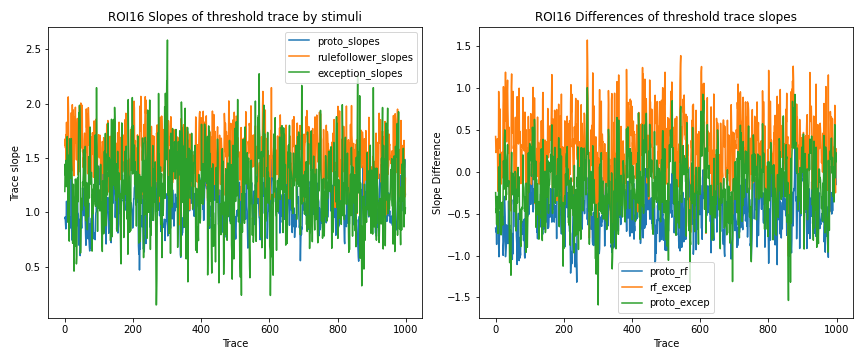 ROI16 Slopes of threshold trace by stimuli
proto_slopes
rulefollower_slopes
exception_slopes
2.5
2.0
1.5
1.0
0.5
Trace slope
0 200 400 600 800 1000
Trace
ROI16 Differences of threshold trace slopes
1.5
1.0
0.5
0.0
−0.5
−1.0
−1.5
Slope Difference
proto_rf
rf_excep
proto_excep
0 200 400 600 800 1000
Trace